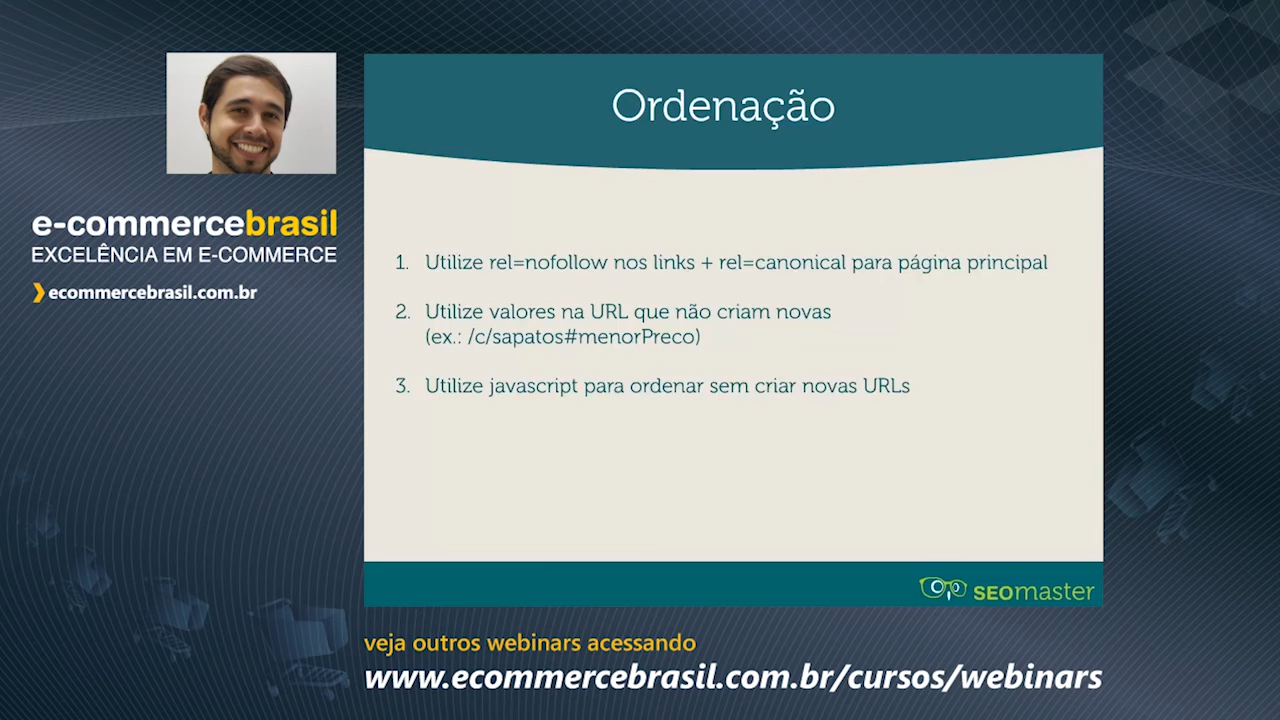 Ordenação
e-commercebrasil
EXCELÊNCIA EM E-COMMERCE
ecommercebrasil.com.br
1. Utilize rel=nofollow nos links + rel=canonical para página principal
2. Utilize valores na URL que não criam novas
(ex.: /c/sapatos#menorPreco)
3. Utilize javascript para ordenar sem criar novas URLs
SEOmaster
veja outros webinars acessando
www.ecommercebrasil.com.br/cursos/webinars